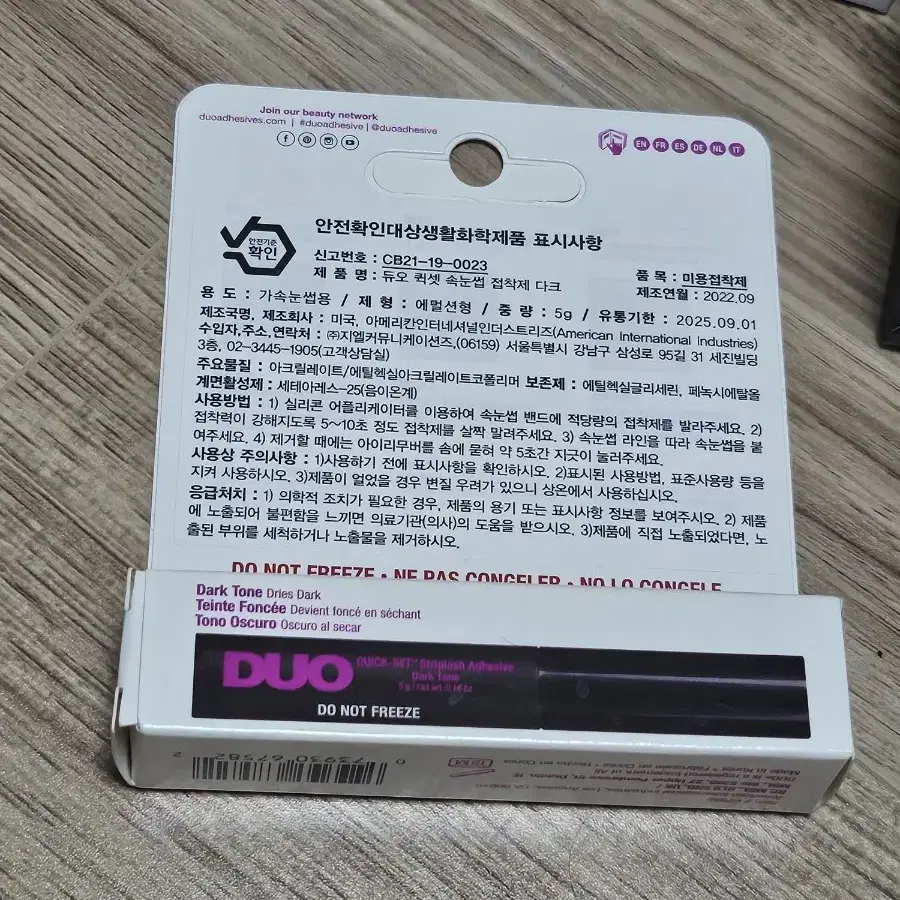 Join our beauty network
duoadhesives.com | #duoadhesive | @duoadhesive
EN FR ES DE NL IT
안전기준
확인
안전확인대상생활화학제품 표시사항
신고번호 : CB21-19-0023
품 목 : 미용접착제
제 품 명 : 듀오 퀵셋 속눈썹 접착제 다크
제조연월 : 2022.09
용 도 : 가속눈썹용 / 제 형 : 에멀션형 / 중 량 : 5g / 유통기한 : 2025.09.01
제조국명, 제조회사 : 미국, 아메리칸인터네셔널인더스트리즈(American International Industries)
수입자,주소,연락처 : ㈜지엘커뮤니케이션즈,(06159) 서울특별시 강남구 삼성로 95길 31 세진빌딩
3층, 02-3445-1905(고객상담실)
주요물질 : 아크릴레이트/에틸헥실아크릴레이트코폴리머 보존제 : 에틸헥실글리세린, 페녹시에탄올
계면활성제 : 세테아레스-25(음이온계)
사용방법 : 1) 실리콘 어플리케이터를 이용하여 속눈썹 밴드에 적당량의 접착제를 발라주세요. 2)
접착력이 강해지도록 5~10초 정도 접착제를 살짝 말려주세요. 3) 속눈썹 라인을 따라 속눈썹을 붙
여주세요. 4) 제거할 때에는 아이리무버를 솜에 묻혀 약 5초간 지긋이 눌러주세요.
사용상 주의사항 : 1)사용하기 전에 표시사항을 확인하시오. 2)표시된 사용방법, 표준사용량 등을
지켜 사용하십시오. 3)제품이 얼었을 경우 변질 우려가 있으니 상온에서 사용하십시오.
응급처치 : 1) 의학적 조치가 필요한 경우, 제품의 용기 또는 표시사항 정보를 보여주시오. 2) 제품
에 노출되어 불편함을 느끼면 의료기관(의사)의 도움을 받으시오. 3)제품에 직접 노출되었다면, 노
출된 부위를 세척하거나 노출물을 제거하시오.
DO NOT FREEZE • NE PAS CONGELER • NO LO CONGELE
Dark Tone Dries Dark
Teinte Foncée Devient foncé en séchant
Tono Oscuro Oscuro al secar
DUO QUICK-SET™ Striplash Adhesive
Dark Tone
5g / net wt. 0.18 oz
DO NOT FREEZE
0 73930 67582 2
12M